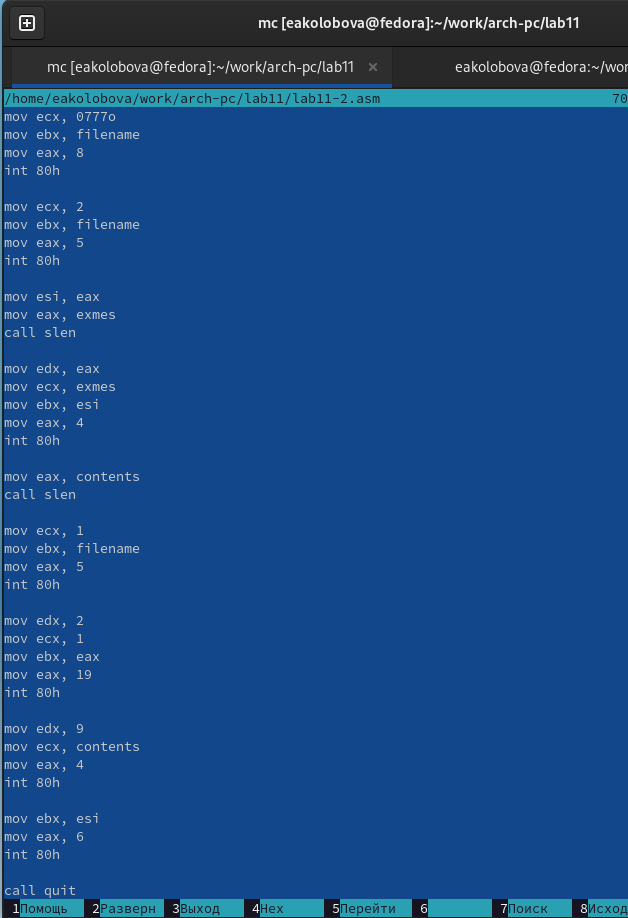 mc [eakolobova@fedora]:~/work/arch-pc/lab11
mc [eakolobova@fedora]:~/work/arch-pc/lab11 × eakolobova@fedora:~/wor
/home/eakolobova/work/arch-pc/lab11/lab11-2.asm 70
mov ecx, 0777o
mov ebx, filename
mov eax, 8
int 80h
mov ecx, 2
mov ebx, filename
mov eax, 5
int 80h
mov esi, eax
mov eax, exmes
call slen
mov edx, eax
mov ecx, exmes
mov ebx, esi
mov eax, 4
int 80h
mov eax, contents
call slen
mov ecx, 1
mov ebx, filename
mov eax, 5
int 80h
mov edx, 2
mov ecx, 1
mov ebx, eax
mov eax, 19
int 80h
mov edx, 9
mov ecx, contents
mov eax, 4
int 80h
mov ebx, esi
mov eax, 6
int 80h
call quit
1Помощь 2Разверн 3Выход 4Hex 5Перейти 6 7Поиск 8Исход